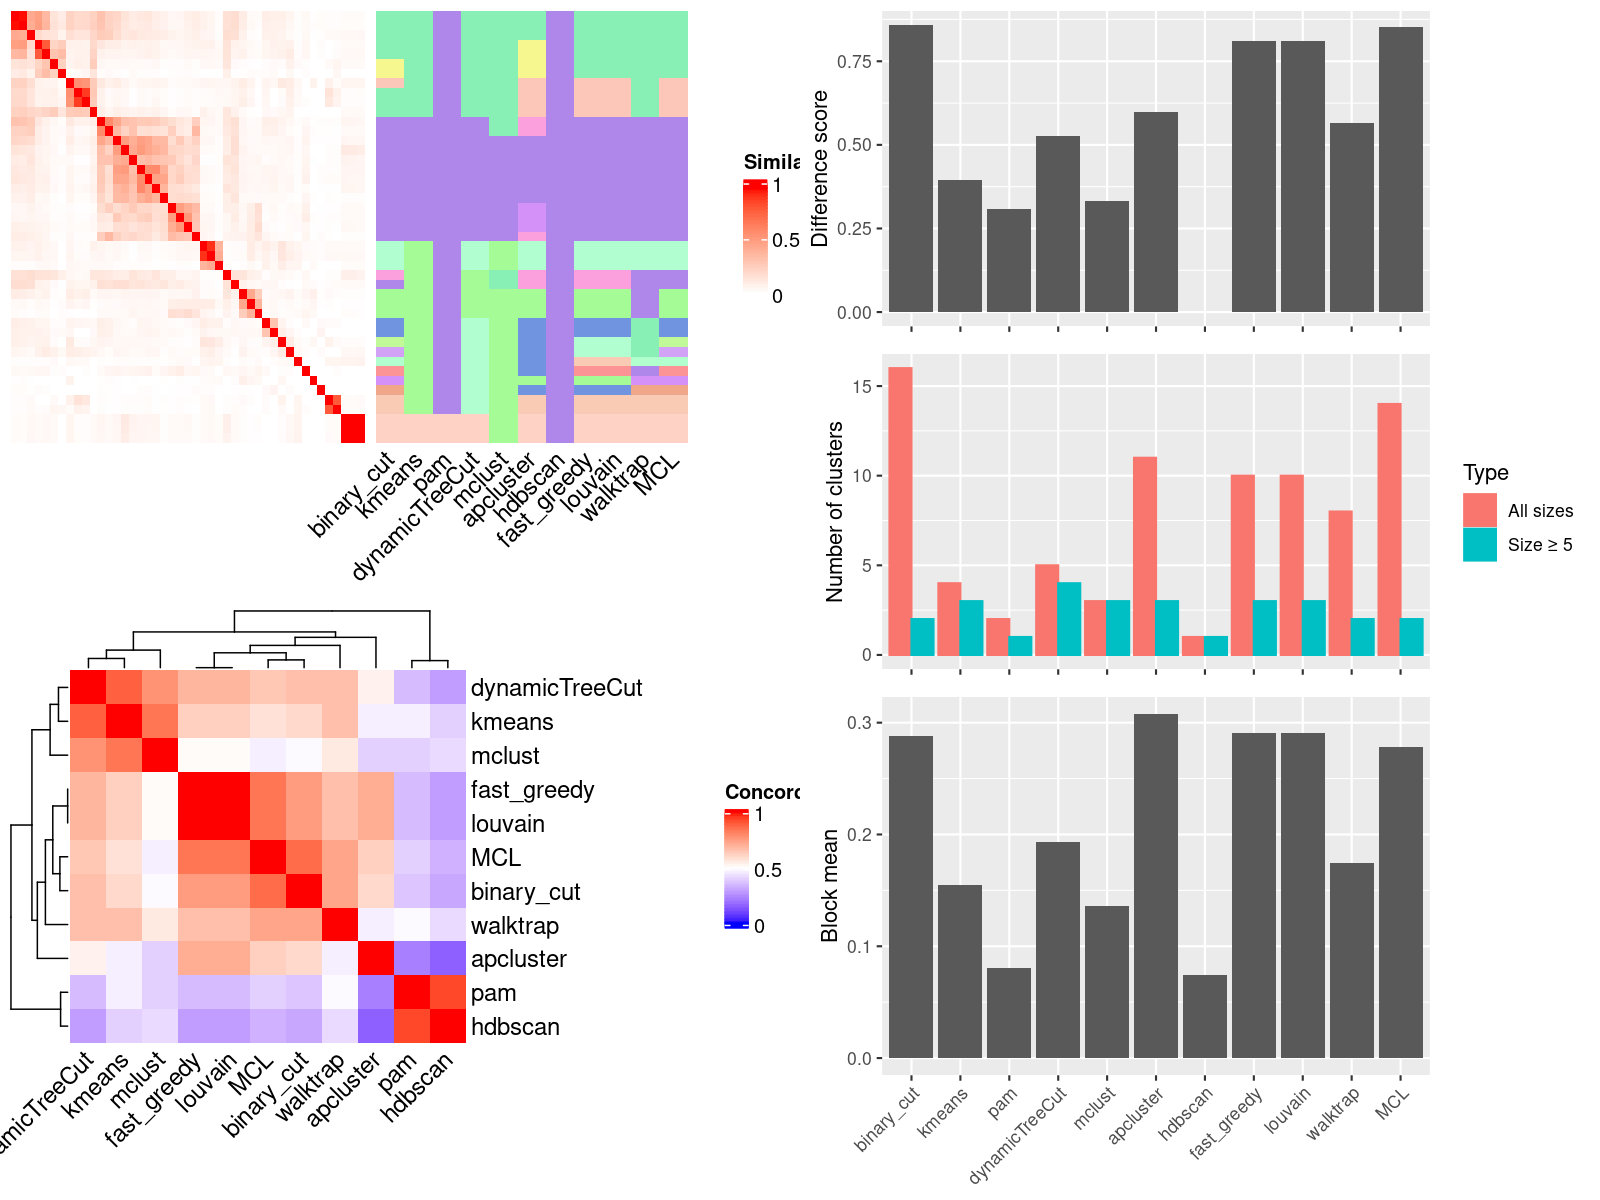 Simila
1
0.5
0
binary_cut
kmeans
pam
dynamicTreeCut
mclust
apcluster
hdbscan
fast_greedy
louvain
walktrap
MCL
dynamicTreeCut
kmeans
mclust
fast_greedy
louvain
MCL
binary_cut
walktrap
apcluster
pam
hdbscan
Concord
1
0.5
0
amicTreeCut
kmeans
mclust
fast_greedy
louvain
MCL
binary_cut
walktrap
apcluster
pam
hdbscan
Difference score
0.75
0.50
0.25
0.00
Number of clusters
15
10
5
0
Type
All sizes
Size ≥ 5
Block mean
0.3
0.2
0.1
0.0
binary_cut
kmeans
pam
dynamicTreeCut
mclust
apcluster
hdbscan
fast_greedy
louvain
walktrap
MCL